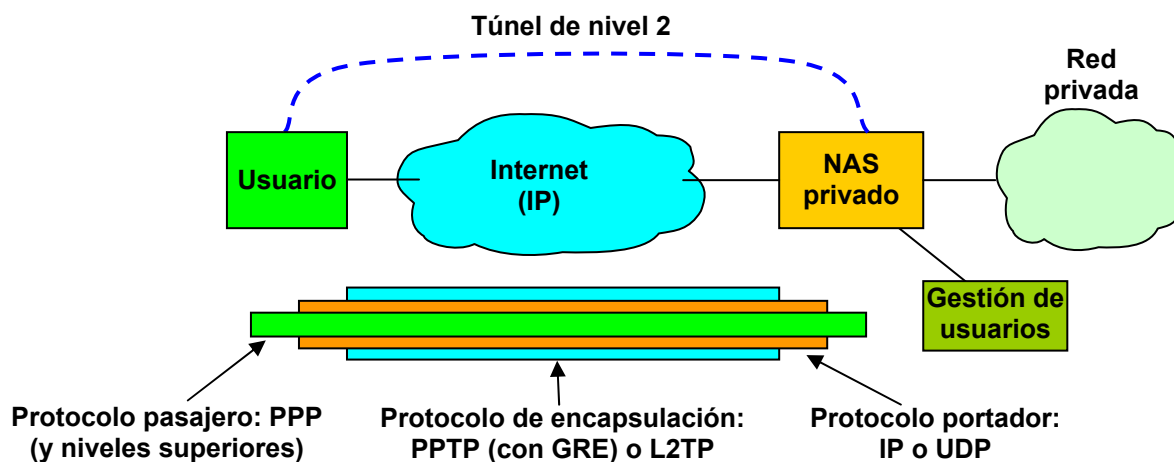 Túnel de nivel 2
Red
privada
Usuario
Internet
(IP)
NAS
privado
Gestión de
usuarios
Protocolo pasajero: PPP
(y niveles superiores)
Protocolo de encapsulación:
PPTP (con GRE) o L2TP
Protocolo portador:
IP o UDP